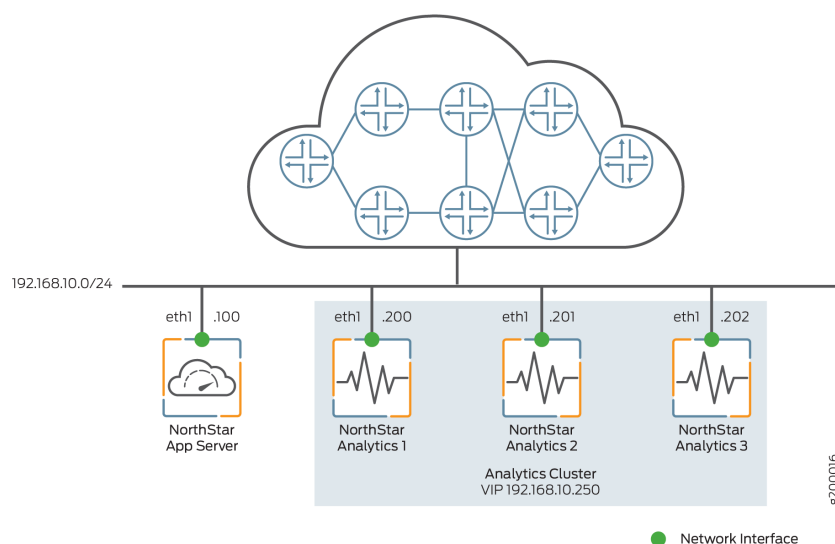 192.168.10.0/24
eth1 .100
eth1 .200
eth1 .201
eth1 .202
NorthStar
App Server
NorthStar
Analytics 1
NorthStar
Analytics 2
NorthStar
Analytics 3
Analytics Cluster
VIP 192.168.10.250
g200016
Network Interface